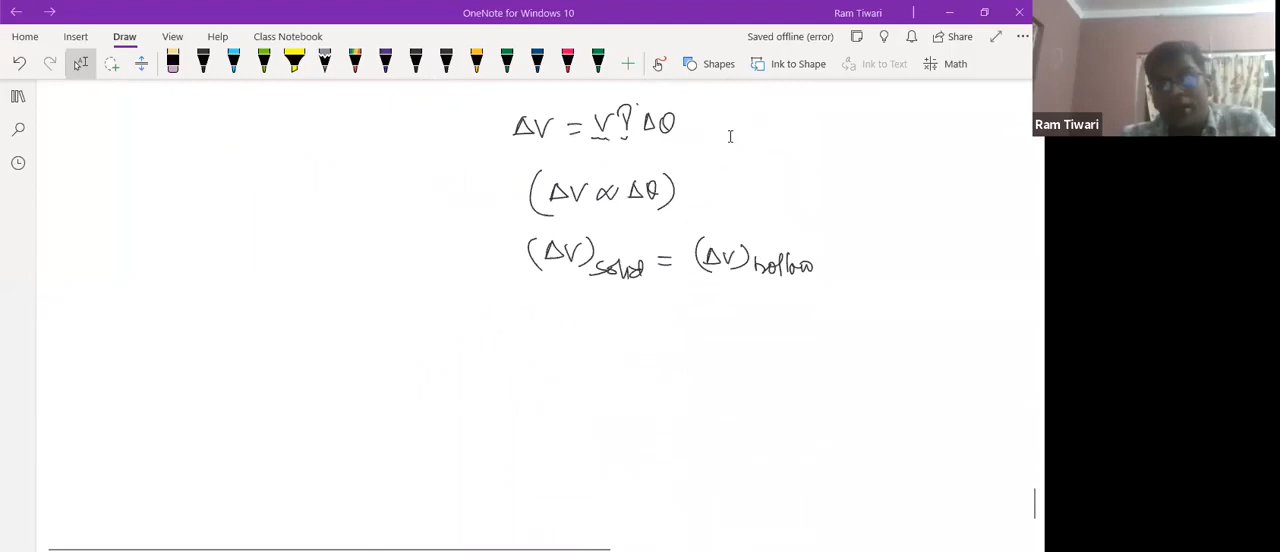 OneNote for Windows 10
Ram Tiwari
Home Insert Draw View Help Class Notebook
Saved offline (error) Share
Shapes Ink to Shape Ink to Text Math
Ram Tiwari
ΔV = V γ Δθ
(ΔV ∝ Δθ)
(ΔV)solid = (ΔV)hollow